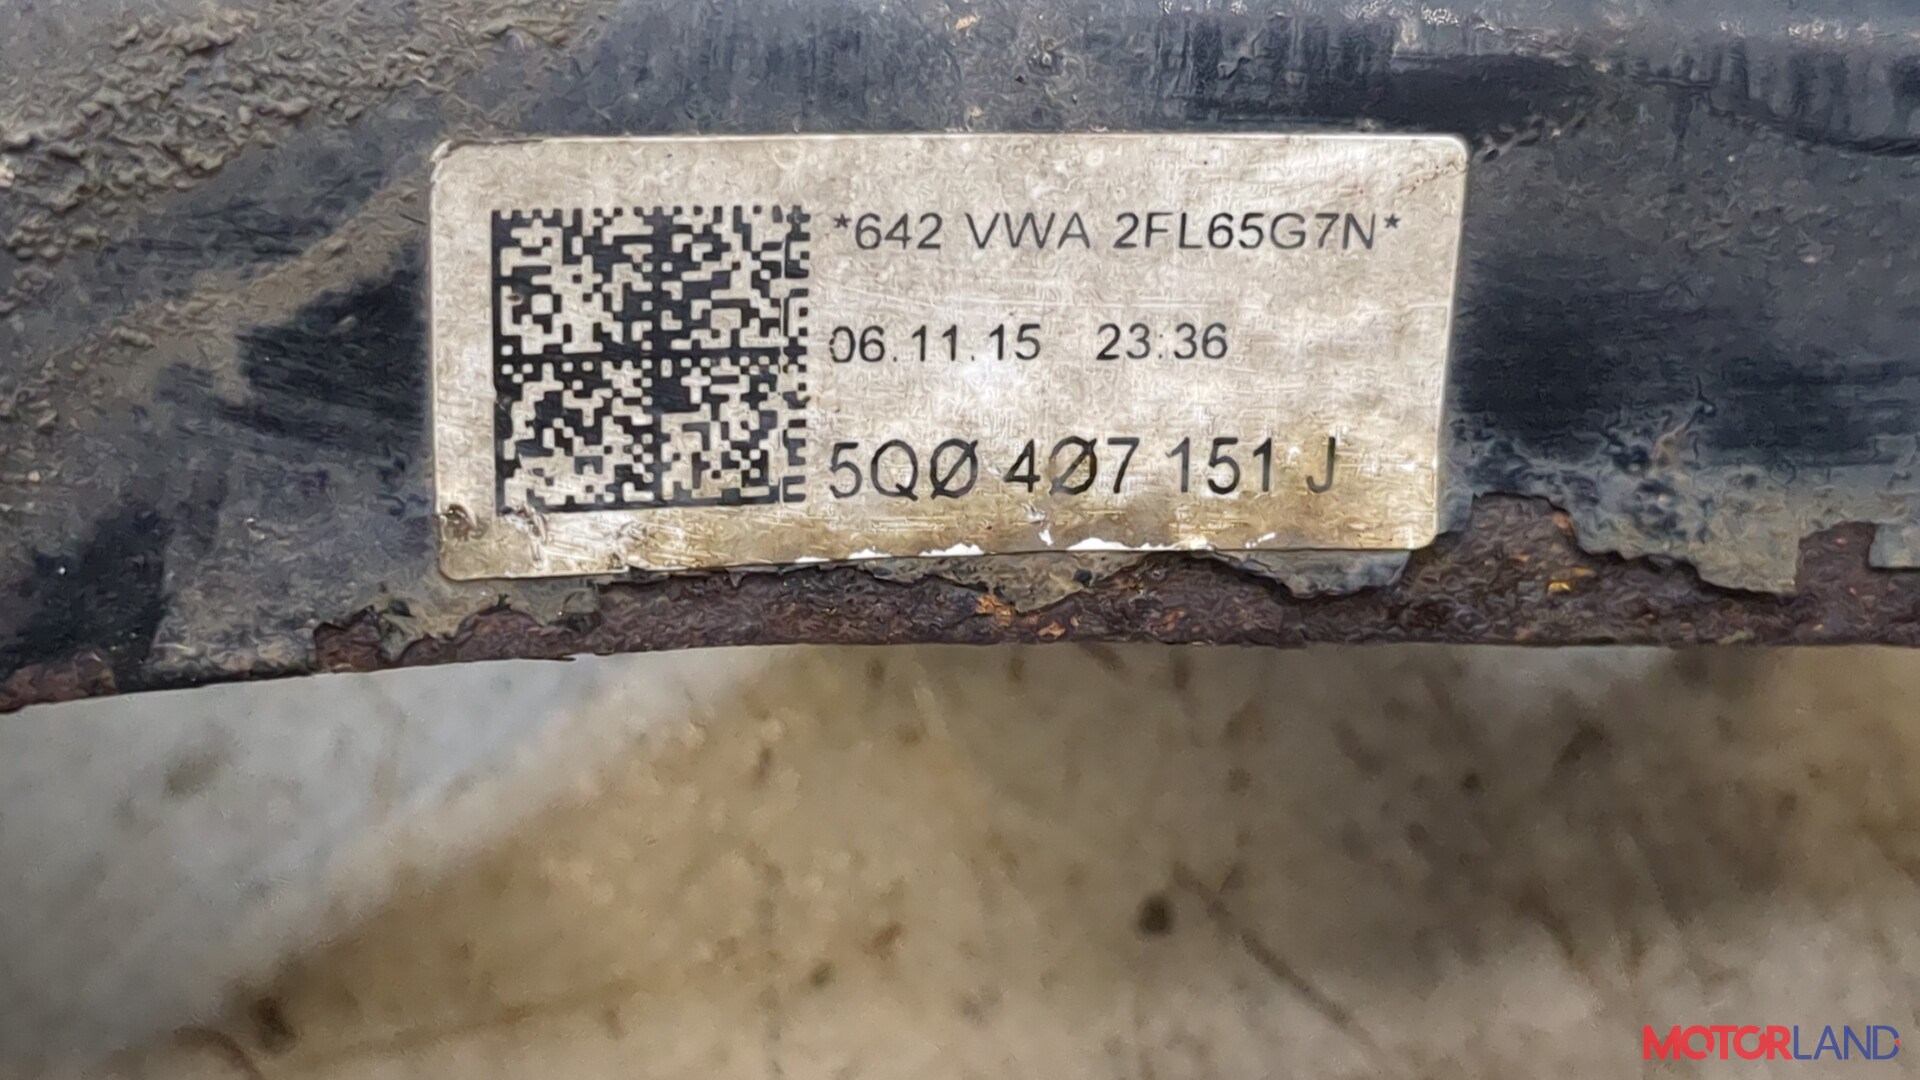 *642 VWA 2FL65G7N*
06.11.15 23:36
5QØ 4Ø7 151 J
MOTORLAND